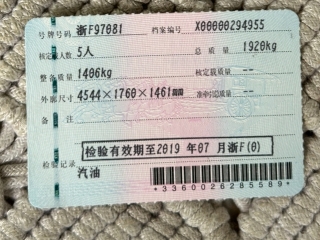 号牌号码 浙F97081 档案编号 X00000294955
核定载人数 5人 总质量 1920kg
整备质量 1406kg 核定载质量 --
外廓尺寸 4544×1760×1461mm 准牵引总质量 --
备注
检验有效期至2019 年 07 月浙F(0)
检验记录
汽油
*3360026285589*